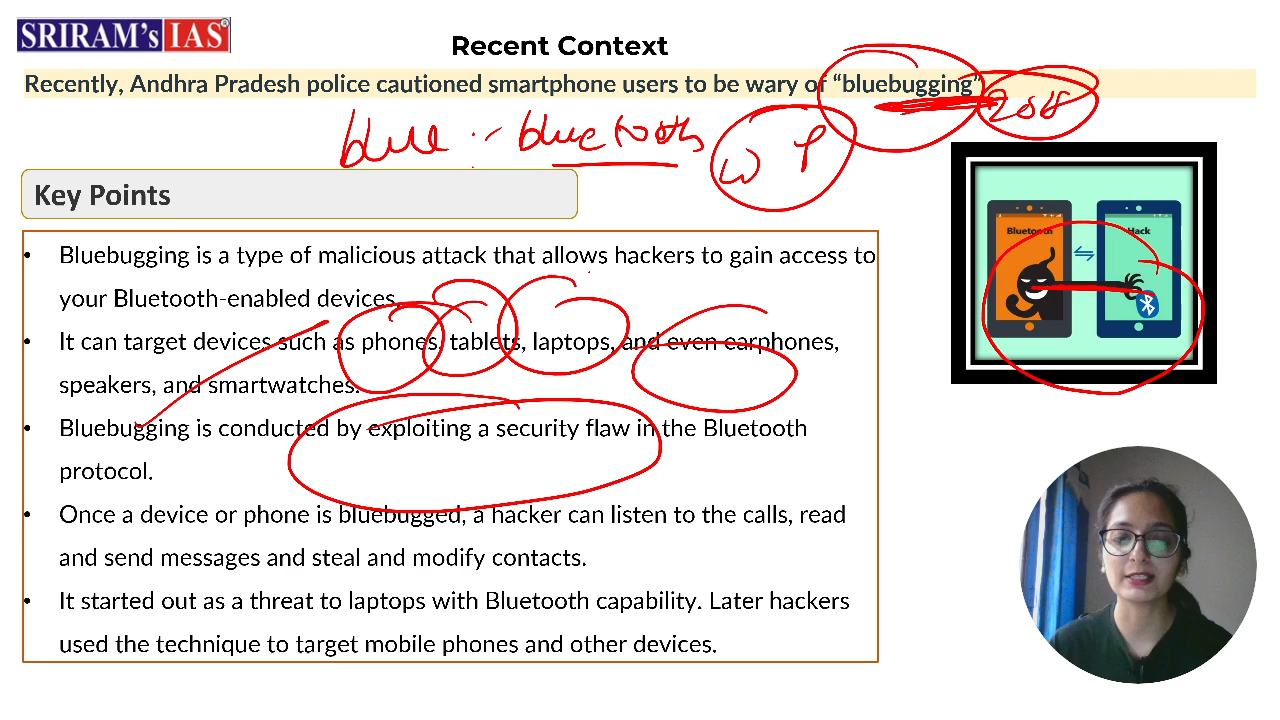 SRIRAM's IAS
Recent Context
Recently, Andhra Pradesh police cautioned smartphone users to be wary of “bluebugging”
blue :- bluetooth
Key Points
• Bluebugging is a type of malicious attack that allows hackers to gain access to
your Bluetooth-enabled devices.
• It can target devices such as phones, tablets, laptops, and even earphones,
speakers, and smartwatches.
• Bluebugging is conducted by exploiting a security flaw in the Bluetooth
protocol.
• Once a device or phone is bluebugged, a hacker can listen to the calls, read
and send messages and steal and modify contacts.
• It started out as a threat to laptops with Bluetooth capability. Later hackers
used the technique to target mobile phones and other devices.
Bluetooth
Hack